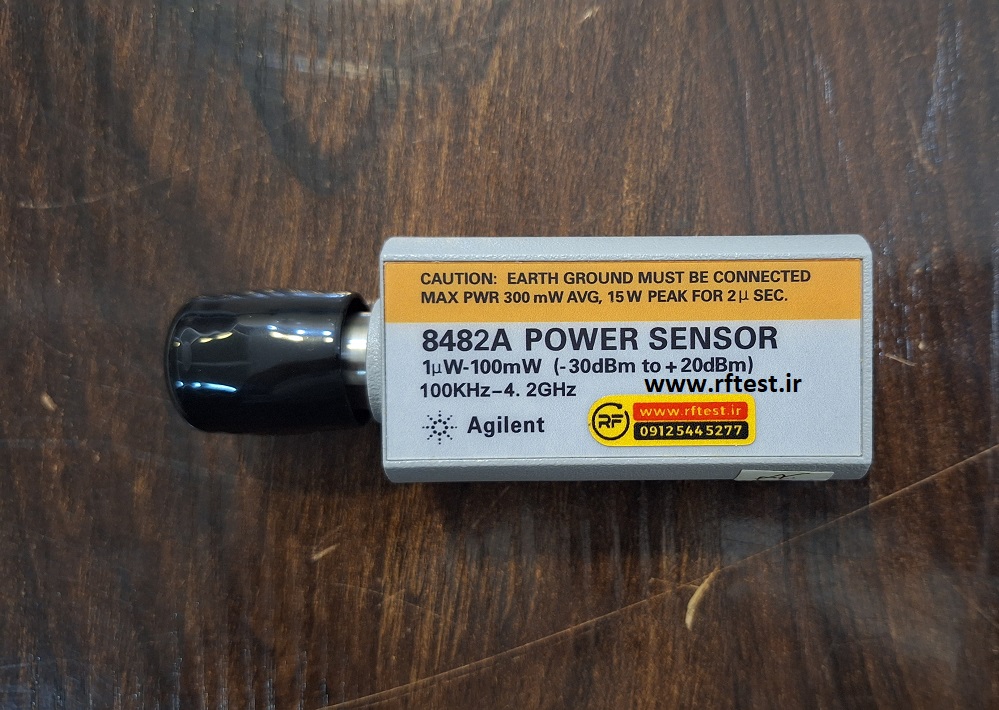 CAUTION: EARTH GROUND MUST BE CONNECTED
MAX PWR 300 mW AVG, 15 W PEAK FOR 2 μ SEC.
8482A POWER SENSOR
1μW-100mW (-30dBm to +20dBm)
100KHz-4. 2GHz
www.rftest.ir
Agilent
RF
www.rftest.ir
09125445277